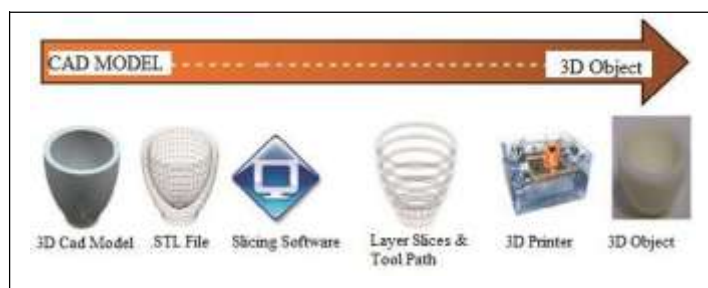 CAD MODEL
3D Object
3D Cad Model
.STL File
Slicing Software
Layer Slices &
Tool Path
3D Printer
3D Object